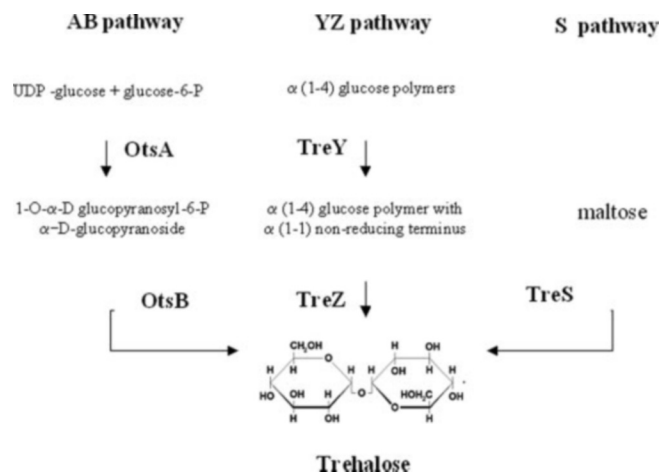 AB pathway
YZ pathway
S pathway
UDP -glucose + glucose-6-P
α (1-4) glucose polymers
OtsA
TreY
1-O-α-D glucopyranosyl-6-P
α-D-glucopyranoside
α (1-4) glucose polymer with
α (1-1) non-reducing terminus
maltose
OtsB
TreZ
TreS
CH₂OH
H
O
H
H
OH
H
H
H
H
OH
H
HO
OH
H
O
OH
HOH₂C
OH
H
OH
O
H
H
Trehalose